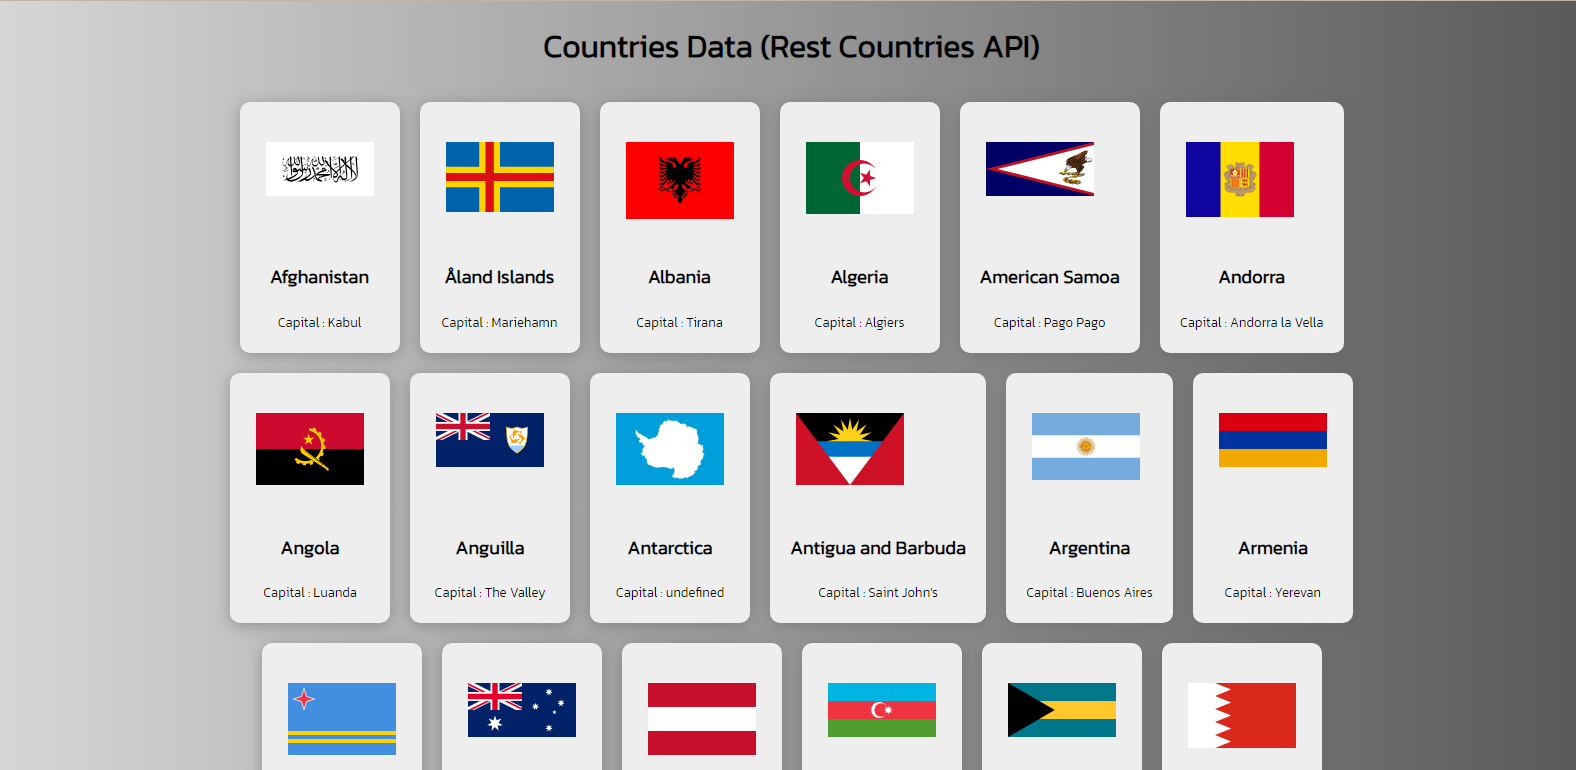 Countries Data (Rest Countries API)
Afghanistan
Åland Islands
Albania
Algeria
American Samoa
Andorra
Capital : Kabul
Capital : Mariehamn
Capital : Tirana
Capital : Algiers
Capital : Pago Pago
Capital : Andorra la Vella
Angola
Anguilla
Antarctica
Antigua and Barbuda
Argentina
Armenia
Capital : Luanda
Capital : The Valley
Capital : undefined
Capital : Saint John's
Capital : Buenos Aires
Capital : Yerevan